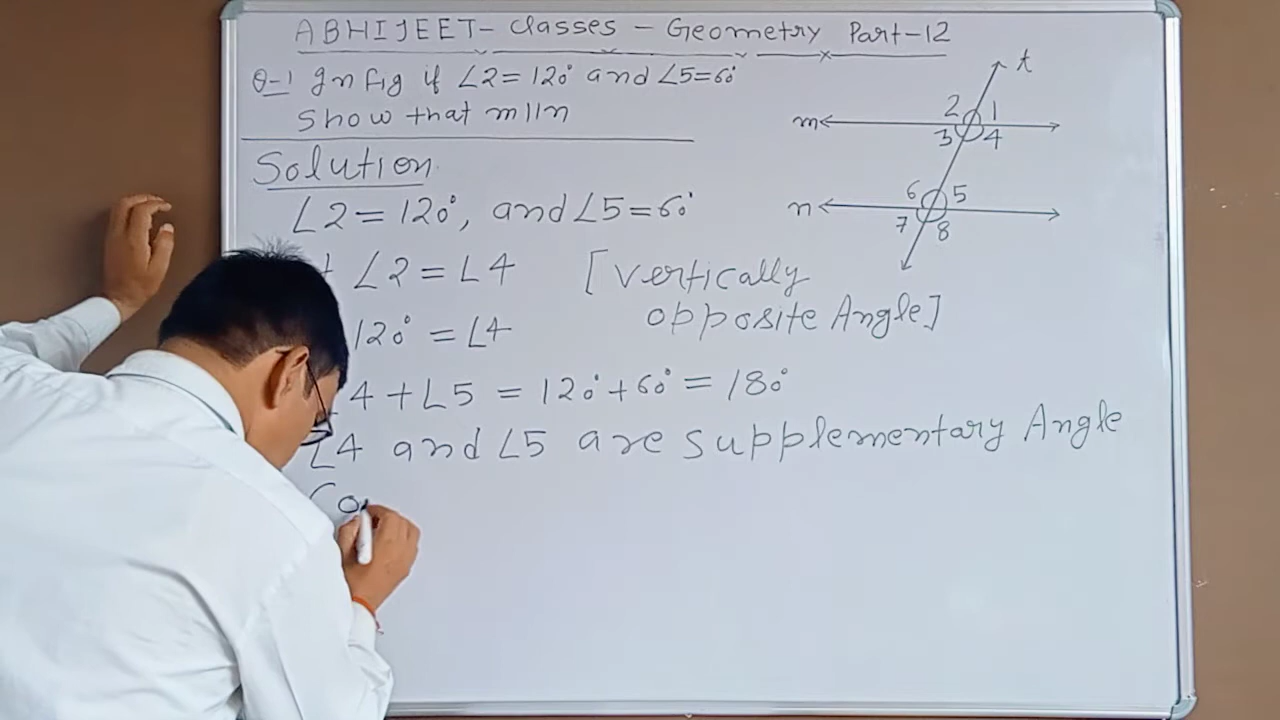 ABHIJEET- Classes - Geometry Part-12
Q-1 In Fig if ∠2=120° and ∠5=60°
Show that m||n
Solution
∠2=120°, and ∠5=60°
∠2=∠4 [Vertically
opposite Angle]
120°=∠4
4+∠5=120°+60°=180°
∠4 and ∠5 are supplementary Angle
Co
t
2 1
m
3 4
6 5
n
7 8